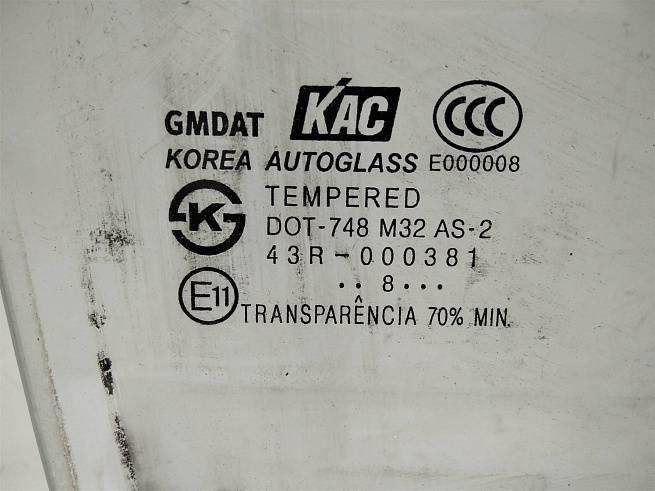 GMDAT KAC CCC
KOREA AUTOGLASS E000008
TEMPERED
KS
DOT-748 M32 AS-2
43R-000381
..8...
E11
TRANSPARÊNCIA 70% MIN.